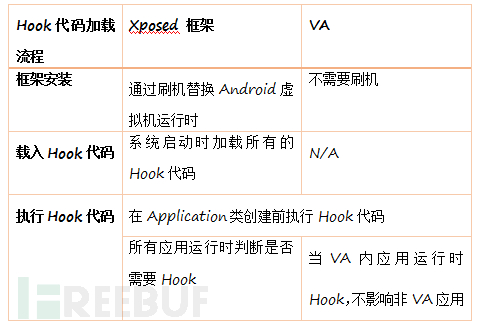 Hook 代码加载流程 Xposed 框架 VA
框架安装 通过刷机替换 Android 虚拟机运行时 不需要刷机
载入 Hook 代码 系统启动时加载所有的 Hook 代码 N/A
执行 Hook 代码 在 Application 类创建前执行 Hook 代码
所有应用运行时判断是否需要 Hook 当 VA 内应用运行时 Hook,不影响非 VA 应用
REEBUF